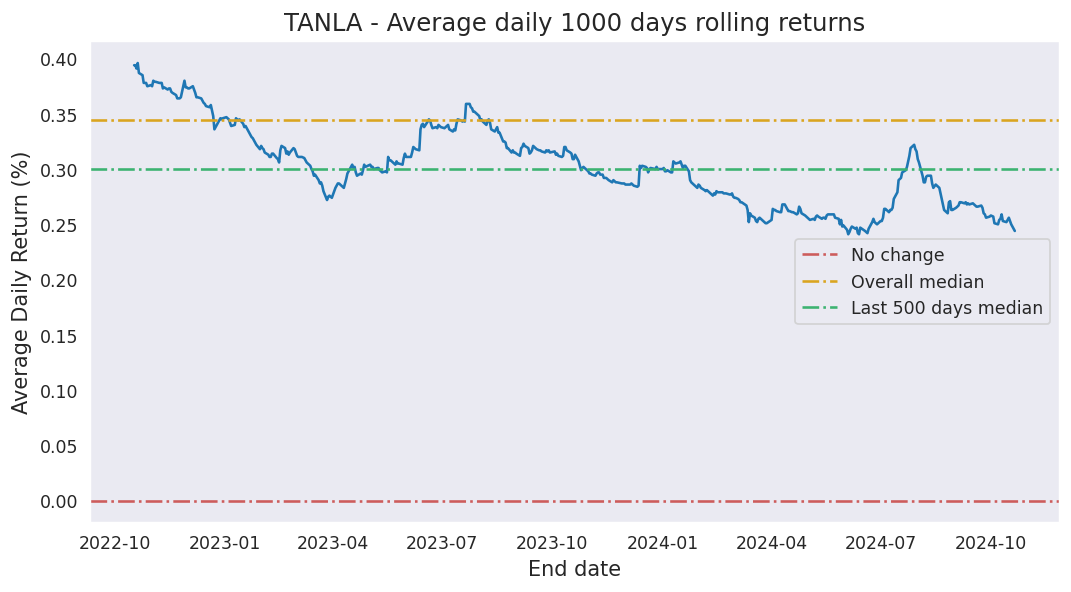 TANLA - Average daily 1000 days rolling returns
Average Daily Return (%)
0.40
0.35
0.30
0.25
0.20
0.15
0.10
0.05
0.00
No change
Overall median
Last 500 days median
2022-10 2023-01 2023-04 2023-07 2023-10 2024-01 2024-04 2024-07 2024-10
End date